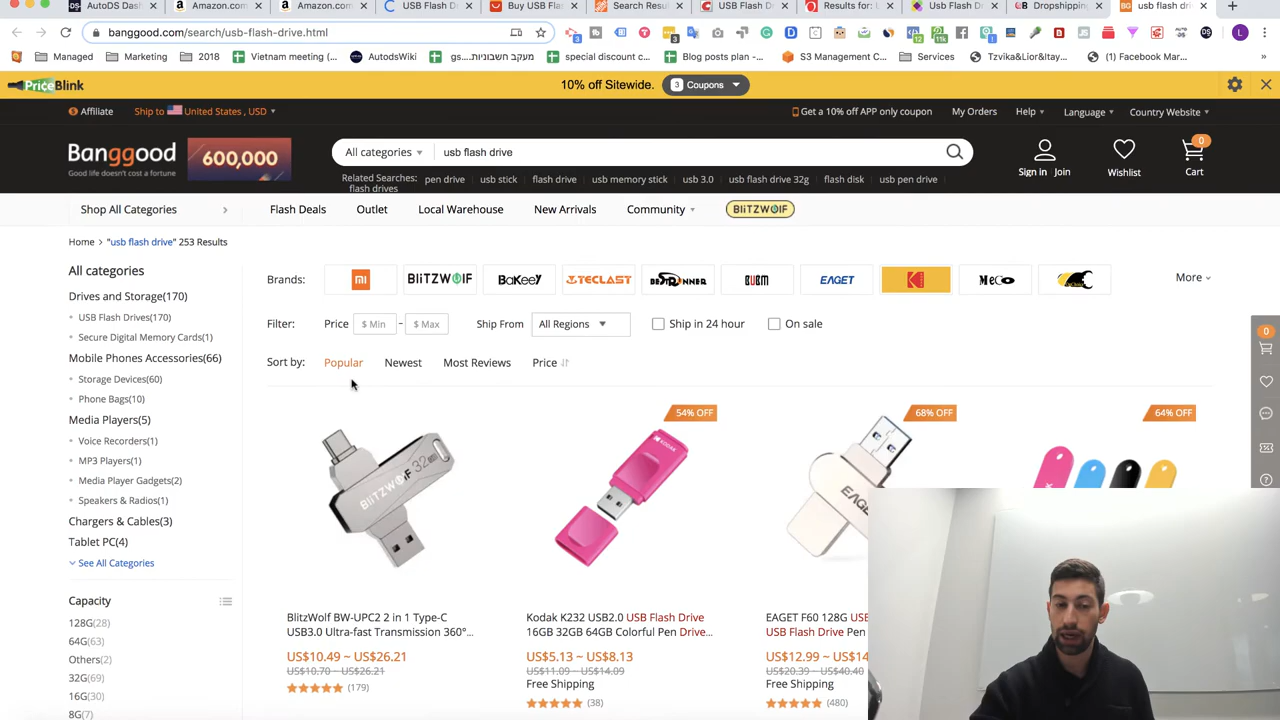 AutoDS Dash
Amazon.com
Amazon.com
USB Flash D
Buy USB Fla
Search Resu
USB Flash D
Results for: L
Usb Flash Dr
Dropshipping
usb flash driv
banggood.com/search/usb-flash-drive.html
Managed
Marketing
2018
Vietnam meeting (...
AutodsWiki
gs....מעקב חשבוניות
special discount c...
Blog posts plan -...
S3 Management C...
Services
Tzvika&Lior&Itay...
(1) Facebook Mar...
PriceBlink
10% off Sitewide.
3 Coupons
Affiliate
Ship to United States , USD
Get a 10% off APP only coupon
My Orders
Help
Language
Country Website
Banggood
Good life doesn't cost a fortune
600,000
All categories
usb flash drive
Sign in Join
Wishlist
0
Cart
Related Searches: pen drive usb stick flash drive usb memory stick usb 3.0 usb flash drive 32g flash disk usb pen drive
flash drives
Shop All Categories
Flash Deals
Outlet
Local Warehouse
New Arrivals
Community
BLITZWOLF
Home > "usb flash drive" 253 Results
All categories
Drives and Storage(170)
USB Flash Drives(170)
Secure Digital Memory Cards(1)
Mobile Phones Accessories(66)
Storage Devices(60)
Phone Bags(10)
Media Players(5)
Voice Recorders(1)
MP3 Players(1)
Media Player Gadgets(2)
Speakers & Radios(1)
Chargers & Cables(3)
Tablet PC(4)
See All Categories
Capacity
128G(28)
64G(63)
Others(2)
32G(69)
16G(30)
8G(7)
Brands:
MI
BLITZWOLF
BaKeeY
TECLAST
BUBM
EAGET
MeCo
More
Filter:
Price
$ Min
-
$ Max
Ship From
All Regions
Ship in 24 hour
On sale
Sort by:
Popular
Newest
Most Reviews
Price
0
54% OFF
68% OFF
64% OFF
BLITZWOLF 32
Kodak
EAGE
BlitzWolf BW-UPC2 2 in 1 Type-C
USB3.0 Ultra-fast Transmission 360°...
US$10.49 ~ US$26.21
US$10.70 ~ US$26.21
(179)
Kodak K232 USB2.0 USB Flash Drive
16GB 32GB 64GB Colorful Pen Drive...
US$5.13 ~ US$8.13
US$11.09 ~ US$14.09
Free Shipping
(38)
EAGET F60 128G USB
USB Flash Drive Pen
US$12.99 ~ US$14
US$20.39 ~ US$40.40
Free Shipping
(480)